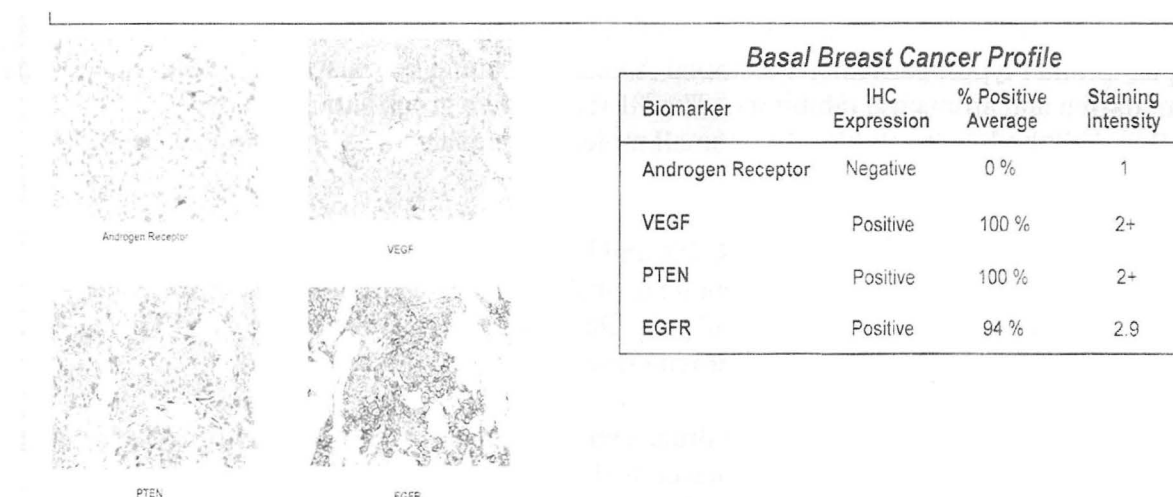 Androgen Receptor
VEGF
PTEN
EGFR
Basal Breast Cancer Profile
Biomarker IHC Expression % Positive Average Staining Intensity
Androgen Receptor Negative 0 % 1
VEGF Positive 100 % 2+
PTEN Positive 100 % 2+
EGFR Positive 94 % 2.9